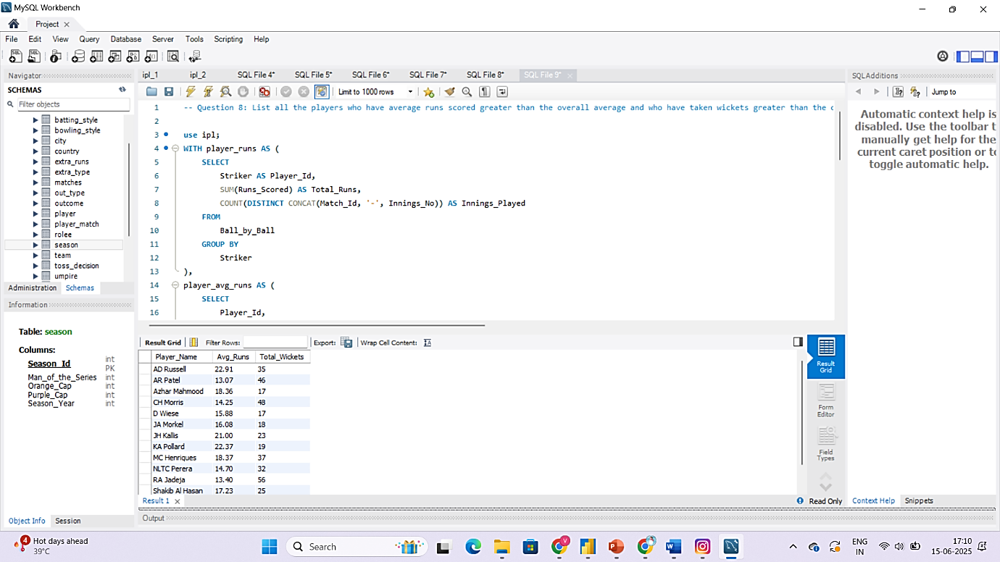 MySQL Workbench
Project
File Edit View Query Database Server Tools Scripting Help
Navigator
SCHEMAS
Filter objects
batting_style
bowling_style
city
country
extra_runs
extra_type
matches
out_type
outcome
player
player_match
rolee
season
team
toss_decision
umpire
Administration Schemas
Information
Table: season
Columns:
Season_Id int PK
Man_of_the_Series int
Orange_Cap int
Purple_Cap int
Season_Year int
Object Info Session
ipl_1 ipl_2 SQL File 4* SQL File 5* SQL File 6* SQL File 7* SQL File 8* SQL File 9*
Limit to 1000 rows
1 -- Question 8: List all the players who have average runs scored greater than the overall average and who have taken wickets greater than the
2
3 use ipl;
4 WITH player_runs AS (
5 SELECT
6 Striker AS Player_Id,
7 SUM(Runs_Scored) AS Total_Runs,
8 COUNT(DISTINCT CONCAT(Match_Id, '-', Innings_No)) AS Innings_Played
9 FROM
10 Ball_by_Ball
11 GROUP BY
12 Striker
13 ),
14 player_avg_runs AS (
15 SELECT
16 Player_Id,
Result Grid Filter Rows: Export: Wrap Cell Content:
Player_Name Avg_Runs Total_Wickets
AD Russell 22.91 35
AR Patel 13.07 46
Azhar Mahmood 18.36 17
CH Morris 14.25 48
D Wiese 15.88 17
JA Morkel 16.08 18
JH Kallis 21.00 23
KA Pollard 22.37 19
MC Henriques 18.37 37
NLTC Perera 14.70 32
RA Jadeja 13.40 56
Shakib Al Hasan 17.23 25
Result Grid
Form Editor
Field Types
Result 1
Read Only
Output
SQLAdditions
Jump to
Automatic context help is
disabled. Use the toolbar t
manually get help for the
current caret position or to
toggle automatic help.
Context Help Snippets
4
Hot days ahead
39°C
Search
V
ENG
IN
17:10
15-06-2025